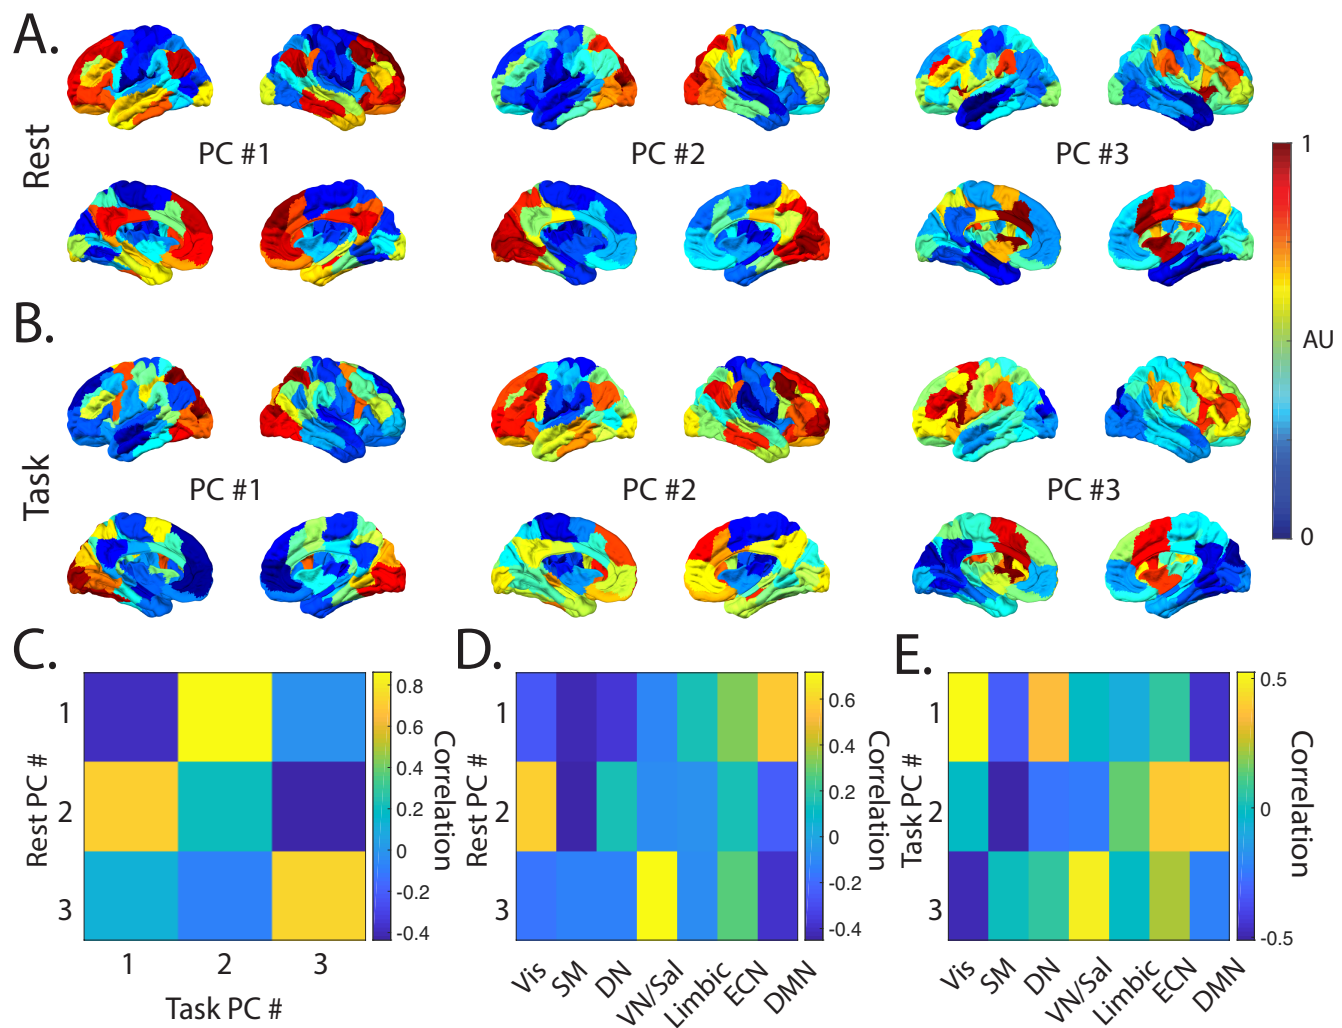 A.
Rest
PC #1
PC #2
PC #3
1
AU
0
B.
Task
PC #1
PC #2
PC #3
C.
Rest PC #
1
2
3
1
2
3
Task PC #
0.8
0.6
0.4
0.2
0
-0.2
-0.4
Correlation
D.
Rest PC #
1
2
3
Vis
SM
DN
VN/Sal
Limbic
ECN
DMN
0.6
0.4
0.2
0
-0.2
-0.4
Correlation
E.
Task PC #
1
2
3
Vis
SM
DN
VN/Sal
Limbic
ECN
DMN
0.5
0
-0.5
Correlation